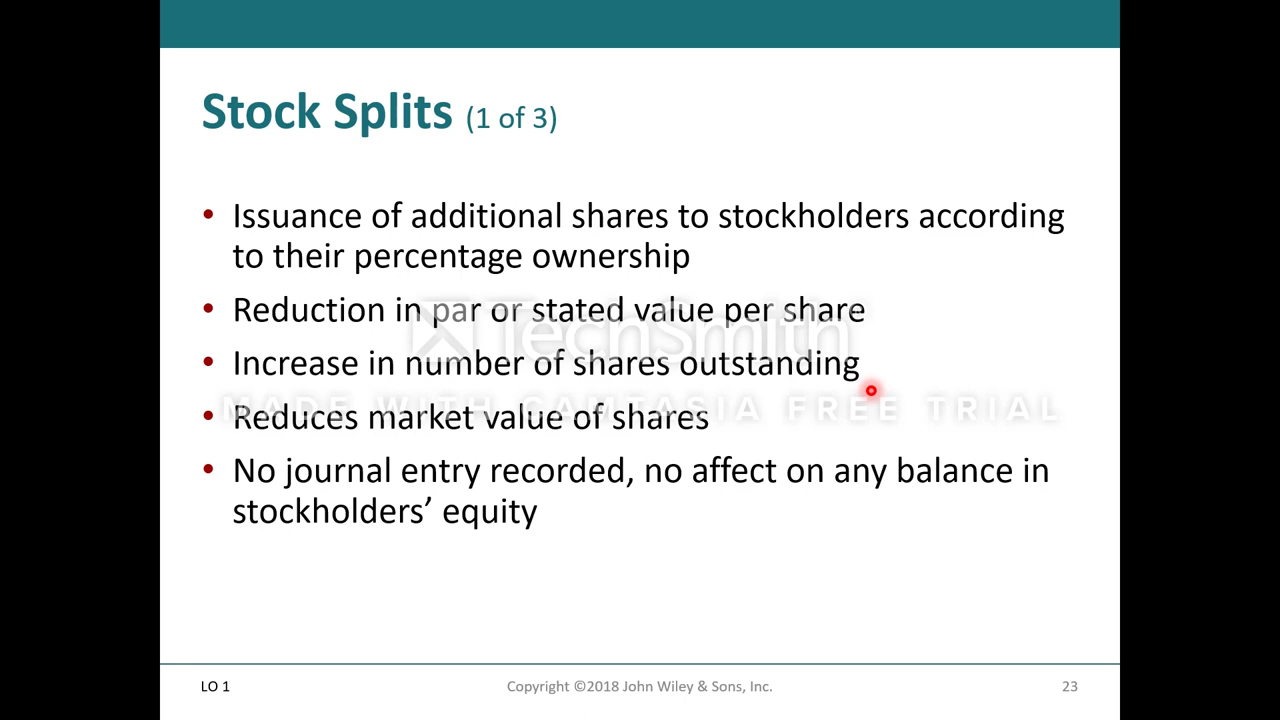 Stock Splits (1 of 3)
• Issuance of additional shares to stockholders according
to their percentage ownership
• Reduction in par or stated value per share
• Increase in number of shares outstanding
• Reduces market value of shares
• No journal entry recorded, no affect on any balance in
stockholders’ equity
TechSmith
MADE WITH CAMTASIA FREE TRIAL
LO 1
Copyright ©2018 John Wiley & Sons, Inc.
23